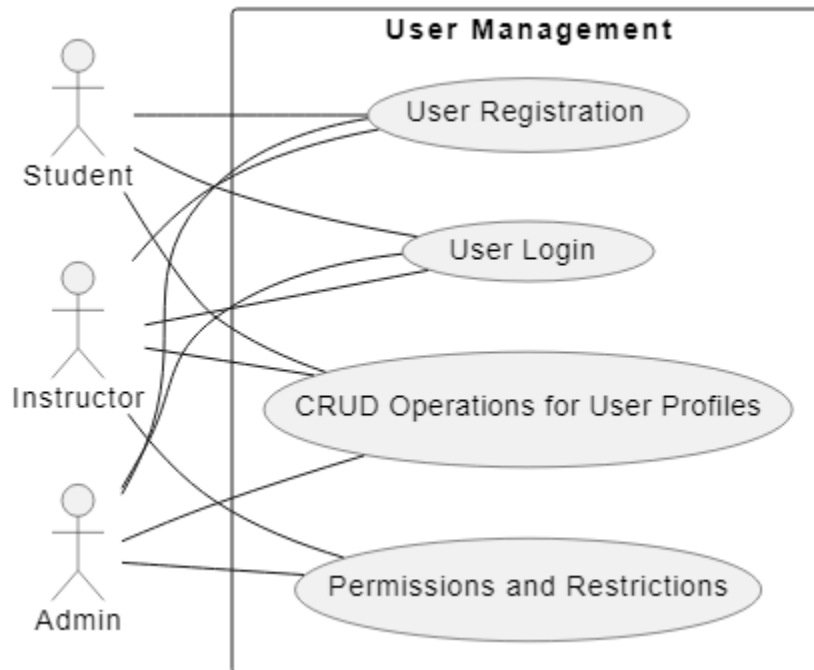 User Management
User Registration
Student
User Login
Instructor
CRUD Operations for User Profiles
Permissions and Restrictions
Admin